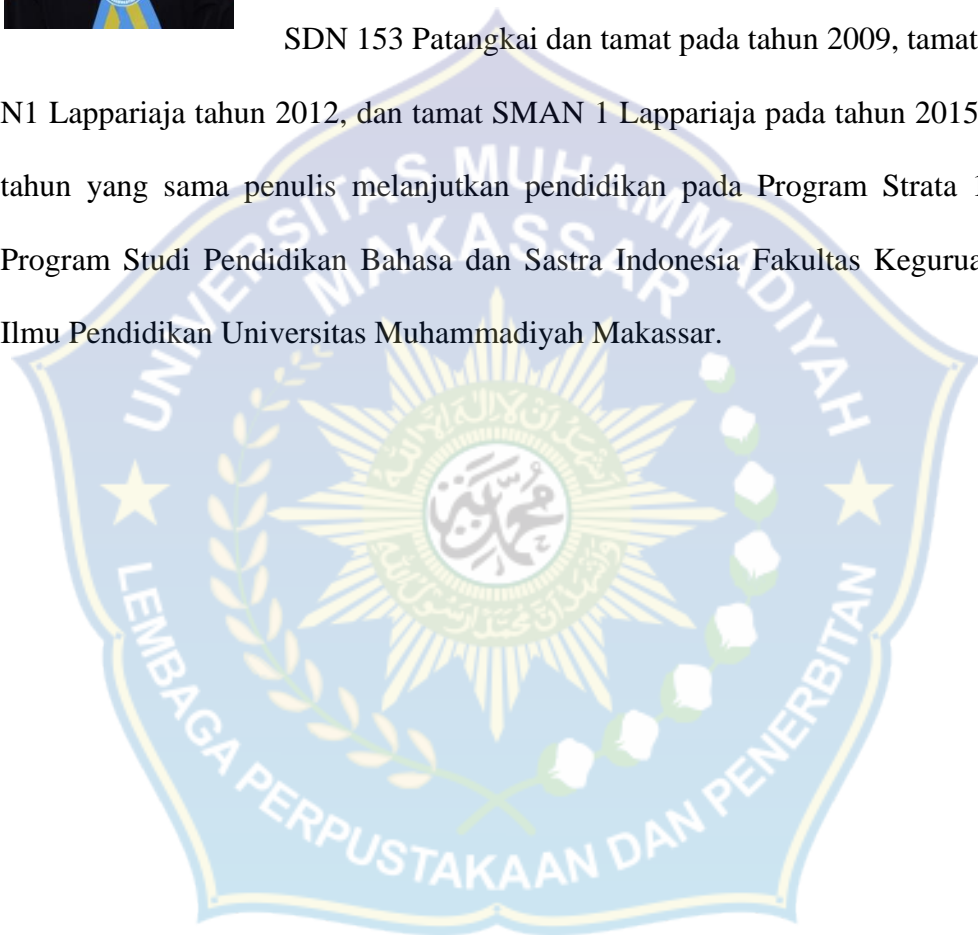 SDN 153 Patangkai dan tamat pada tahun 2009, tamat
N1 Lappariaja tahun 2012, dan tamat SMAN 1 Lappariaja pada tahun 2015
tahun yang sama penulis melanjutkan pendidikan pada Program Strata 1
Program Studi Pendidikan Bahasa dan Sastra Indonesia Fakultas Kegurua
Ilmu Pendidikan Universitas Muhammadiyah Makassar.
UNIVERSITAS MUHAMMADIYAH
MAKASSAR
محمدية
LEMBAGA PERPUSTAKAAN DAN PENERBITAN